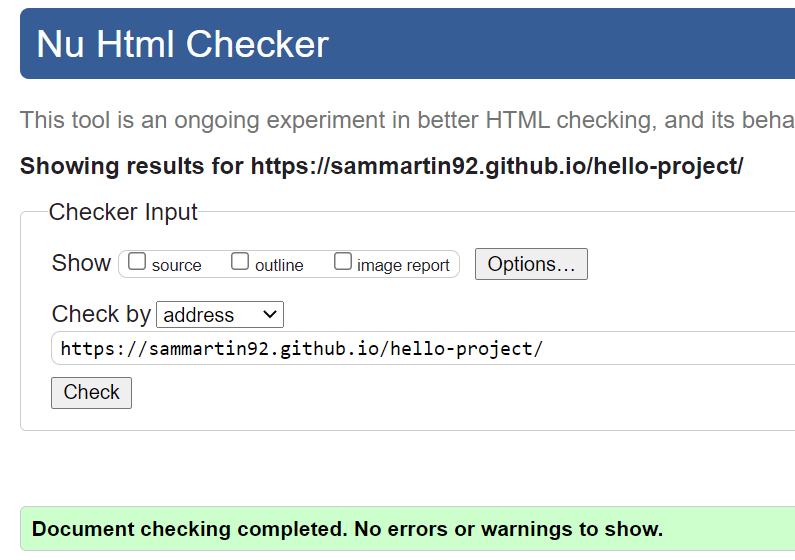 Nu Html Checker
This tool is an ongoing experiment in better HTML checking, and its
Showing results for https://sammartin92.github.io/hello-project/
Checker Input
Show source outline image report Options...
Check by address
https://sammartin92.github.io/hello-project/
Check
Document checking completed. No errors or warnings to show.